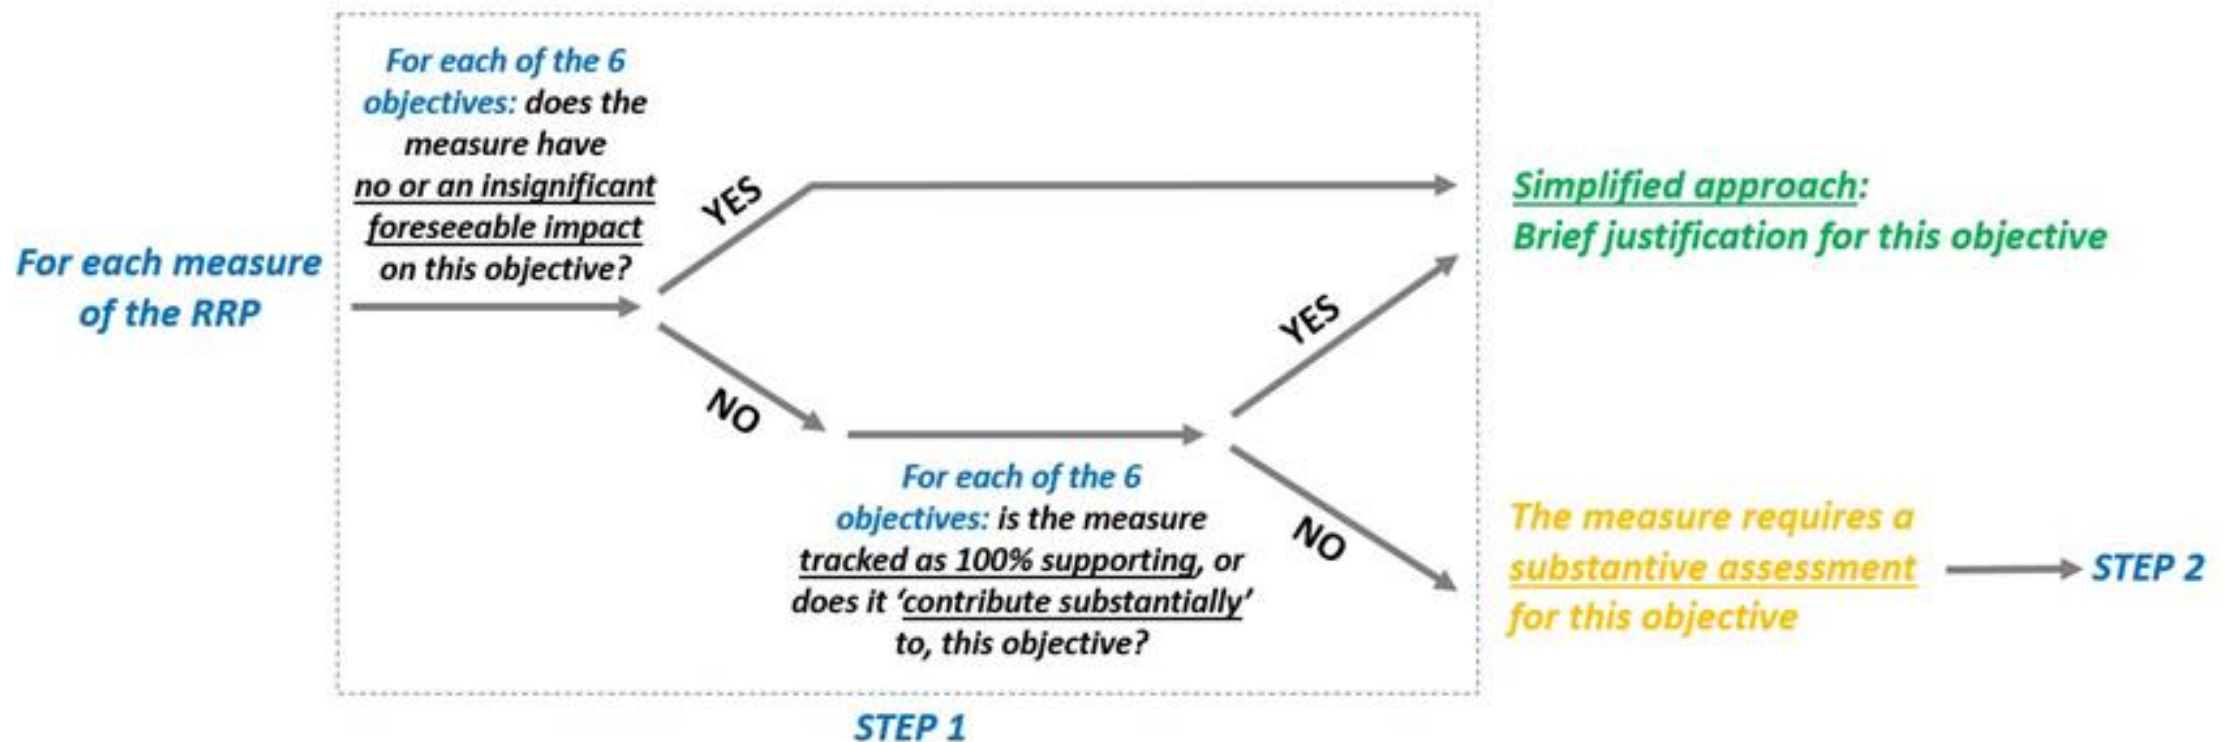 For each measure
of the RRP
For each of the 6
objectives: does the
measure have
no or an insignificant
foreseeable impact
on this objective?
YES
NO
For each of the 6
objectives: is the measure
tracked as 100% supporting, or
does it ‘contribute substantially’
to, this objective?
YES
NO
Simplified approach:
Brief justification for this objective
The measure requires a
substantive assessment
for this objective
STEP 2
STEP 1